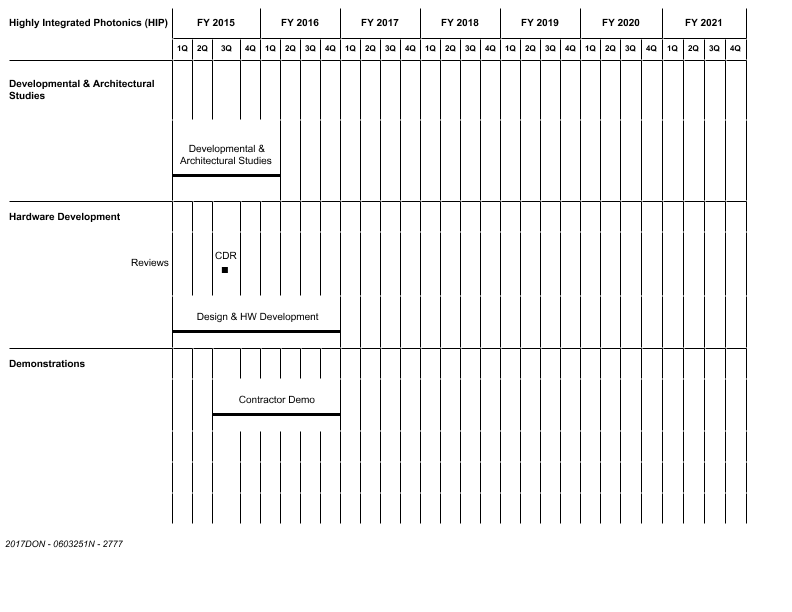 Highly Integrated Photonics (HIP) FY 2015 FY 2016 FY 2017 FY 2018 FY 2019 FY 2020 FY 2021
1Q 2Q 3Q 4Q 1Q 2Q 3Q 4Q 1Q 2Q 3Q 4Q 1Q 2Q 3Q 4Q 1Q 2Q 3Q 4Q 1Q 2Q 3Q 4Q 1Q 2Q 3Q 4Q
Developmental & Architectural
Studies
Developmental &
Architectural Studies
Hardware Development
CDR
Reviews
Design & HW Development
Demonstrations
Contractor Demo
2017DON - 0603251N - 2777